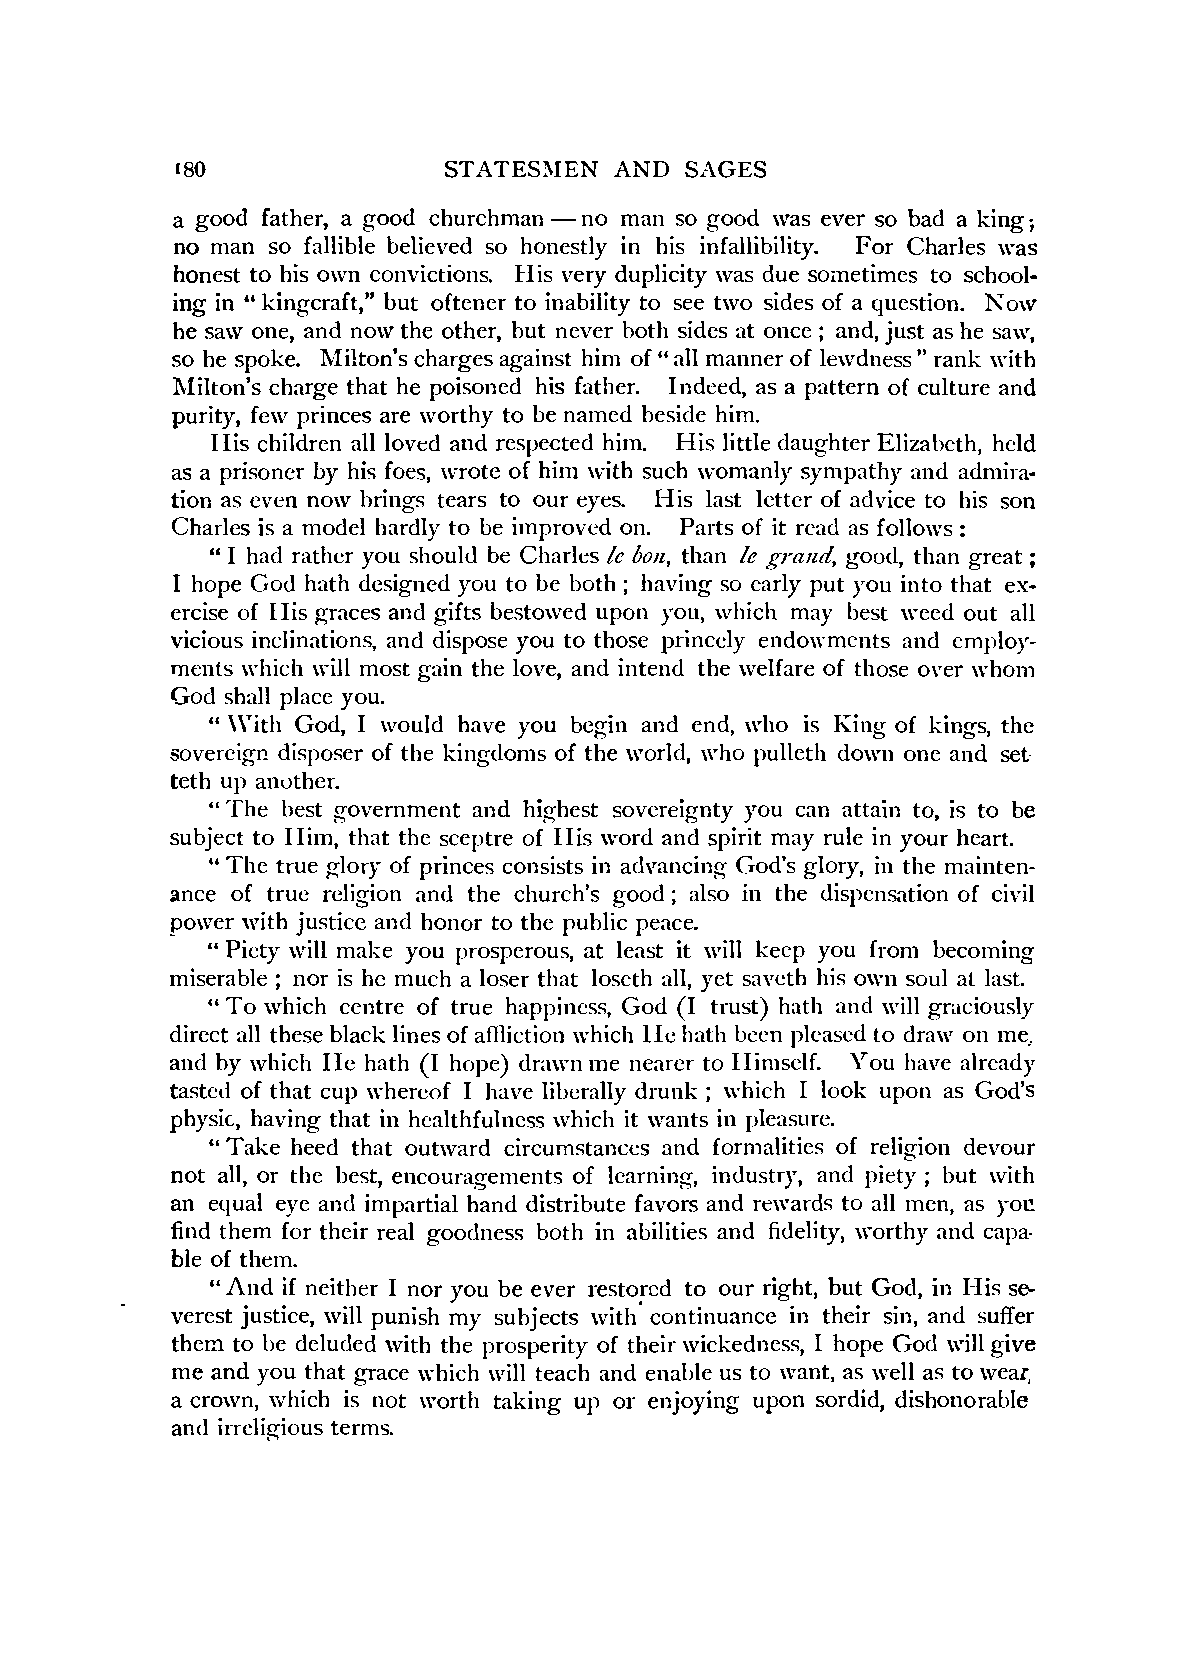 180 STATESMEN AND SAGES
a good father, a good churchman — no man so good was ever so bad a king;
no man so fallible believed so honestly in his infallibility. For Charles was
honest to his own convictions. His very duplicity was due sometimes to school-
ing in “kingcraft,” but oftener to inability to see two sides of a question. Now
he saw one, and now the other, but never both sides at once; and, just as he saw,
so he spoke. Milton's charges against him of “all manner of lewdness” rank with
Milton's charge that he poisoned his father. Indeed, as a pattern of culture and
purity, few princes are worthy to be named beside him.
His children all loved and respected him. His little daughter Elizabeth, held
as a prisoner by his foes, wrote of him with such womanly sympathy and admira-
tion as even now brings tears to our eyes. His last letter of advice to his son
Charles is a model hardly to be improved on. Parts of it read as follows:
“I had rather you should be Charles le bon, than le grand, good, than great;
I hope God hath designed you to be both; having so early put you into that ex-
ercise of His graces and gifts bestowed upon you, which may best weed out all
vicious inclinations, and dispose you to those princely endowments and employ-
ments which will most gain the love, and intend the welfare of those over whom
God shall place you.
“With God, I would have you begin and end, who is King of kings, the
sovereign disposer of the kingdoms of the world, who pulleth down one and set-
teth up another.
“The best government and highest sovereignty you can attain to, is to be
subject to Him, that the sceptre of His word and spirit may rule in your heart.
“The true glory of princes consists in advancing God's glory, in the mainten-
ance of true religion and the church's good; also in the dispensation of civil
power with justice and honor to the public peace.
“Piety will make you prosperous, at least it will keep you from becoming
miserable; nor is he much a loser that loseth all, yet saveth his own soul at last.
“To which centre of true happiness, God (I trust) hath and will graciously
direct all these black lines of affliction which He hath been pleased to draw on me,
and by which He hath (I hope) drawn me nearer to Himself. You have already
tasted of that cup whereof I have liberally drunk; which I look upon as God's
physic, having that in healthfulness which it wants in pleasure.
“Take heed that outward circumstances and formalities of religion devour
not all, or the best, encouragements of learning, industry, and piety; but with
an equal eye and impartial hand distribute favors and rewards to all men, as you
find them for their real goodness both in abilities and fidelity, worthy and capa-
ble of them.
“And if neither I nor you be ever restored to our right, but God, in His se-
verest justice, will punish my subjects with continuance in their sin, and suffer
them to be deluded with the prosperity of their wickedness, I hope God will give
me and you that grace which will teach and enable us to want, as well as to wear,
a crown, which is not worth taking up or enjoying upon sordid, dishonorable
and irreligious terms.